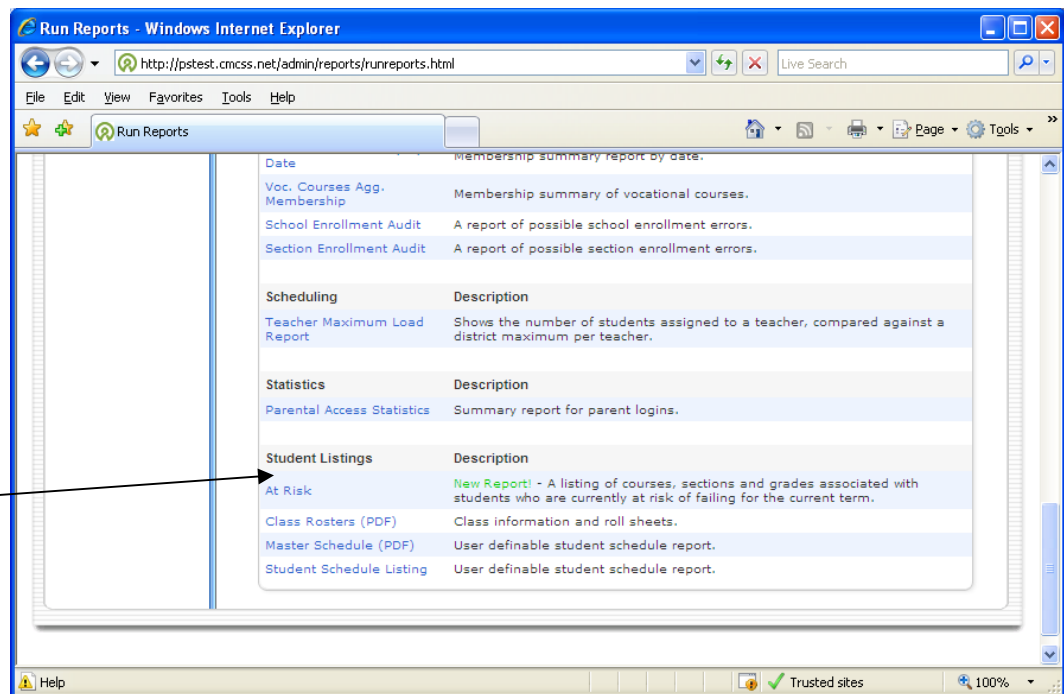 Run Reports - Windows Internet Explorer
http://pstest.cmcss.net/admin/reports/runreports.html
Live Search
File Edit View Favorites Tools Help
Run Reports
Page Tools »
Date
Membership summary report by date.
Voc. Courses Agg.
Membership
Membership summary of vocational courses.
School Enrollment Audit A report of possible school enrollment errors.
Section Enrollment Audit A report of possible section enrollment errors.
Scheduling Description
Teacher Maximum Load
Report
Shows the number of students assigned to a teacher, compared against a
district maximum per teacher.
Statistics Description
Parental Access Statistics Summary report for parent logins.
Student Listings Description
At Risk
New Report! - A listing of courses, sections and grades associated with
students who are currently at risk of failing for the current term.
Class Rosters (PDF) Class information and roll sheets.
Master Schedule (PDF) User definable student schedule report.
Student Schedule Listing User definable student schedule report.
Help Trusted sites 100%